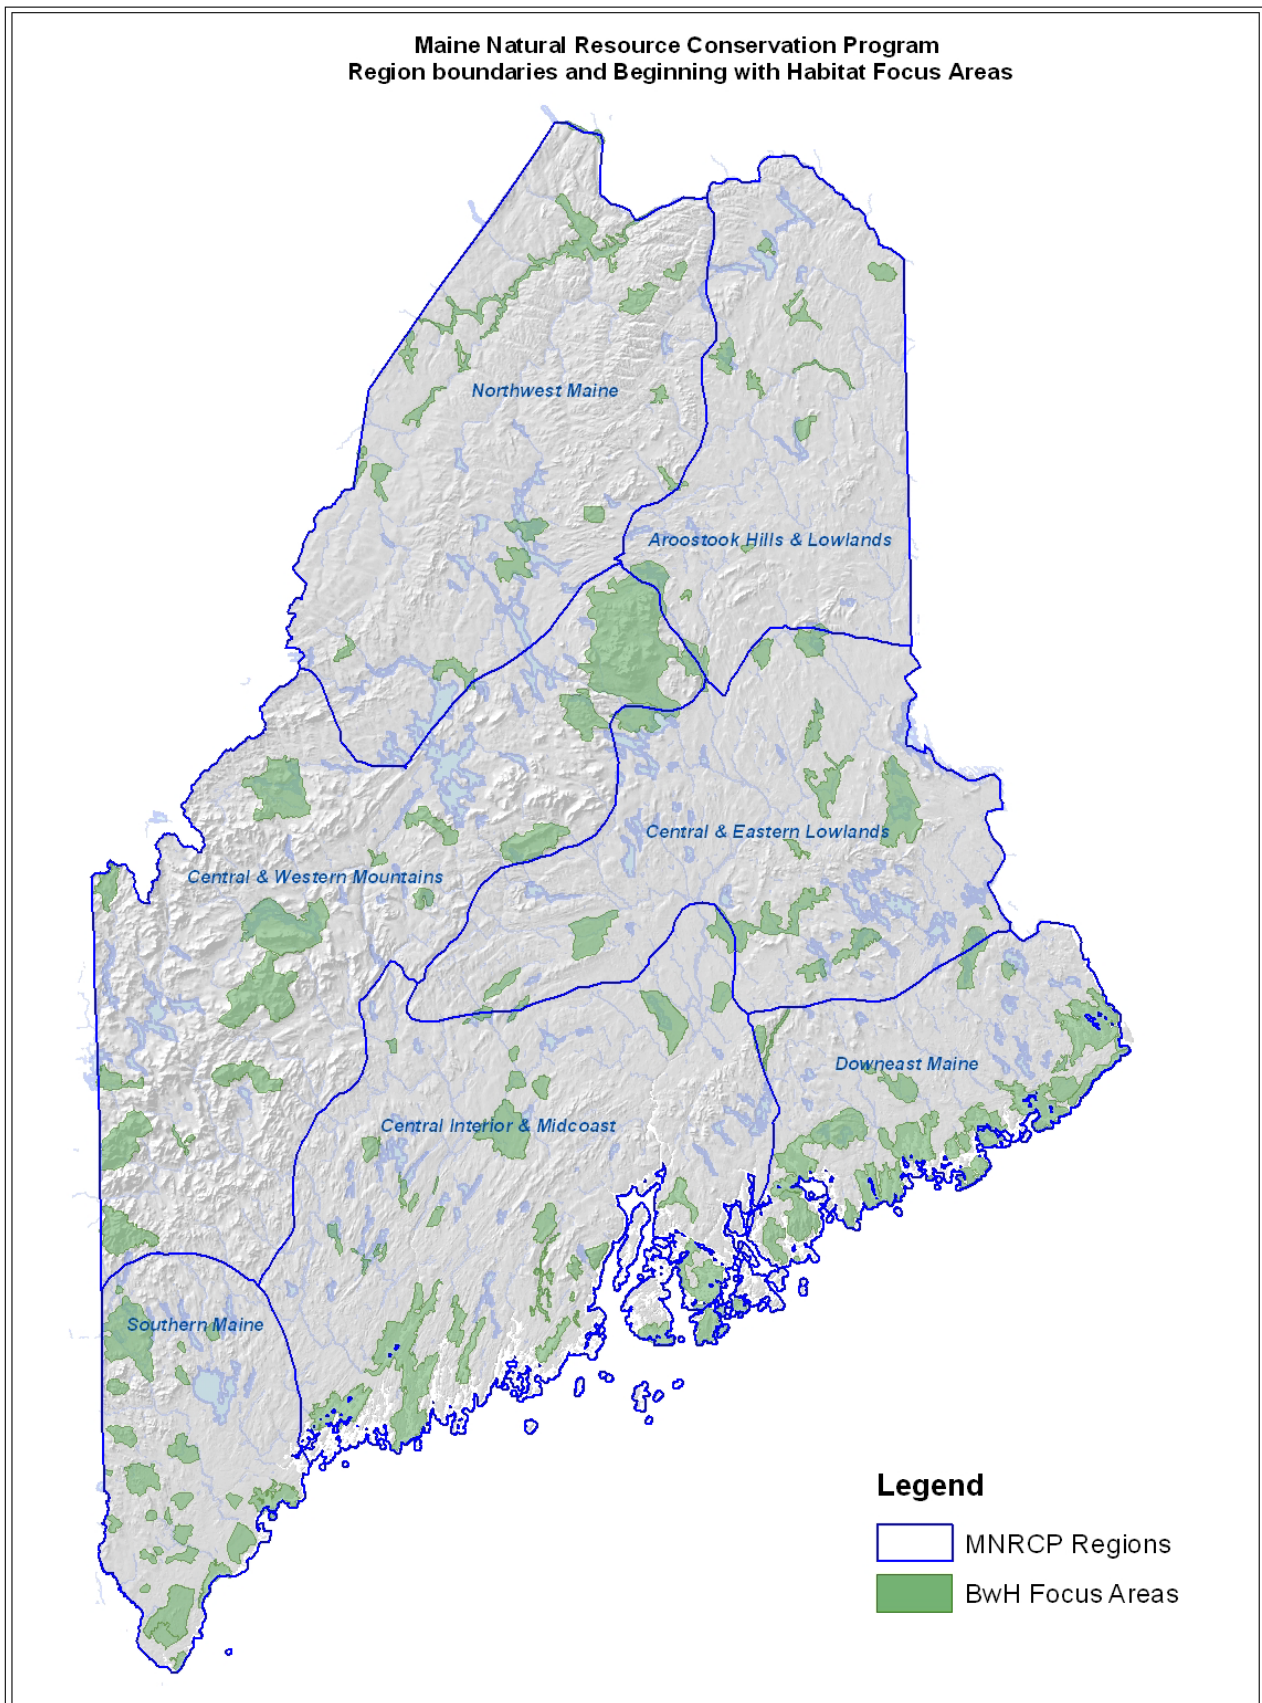 Maine Natural Resource Conservation Program
Region boundaries and Beginning with Habitat Focus Areas
Northwest Maine
Aroostook Hills & Lowlands
Central & Eastern Lowlands
Central & Western Mountains
Downeast Maine
Central Interior & Midcoast
Southern Maine
Legend
MNRCP Regions
BwH Focus Areas